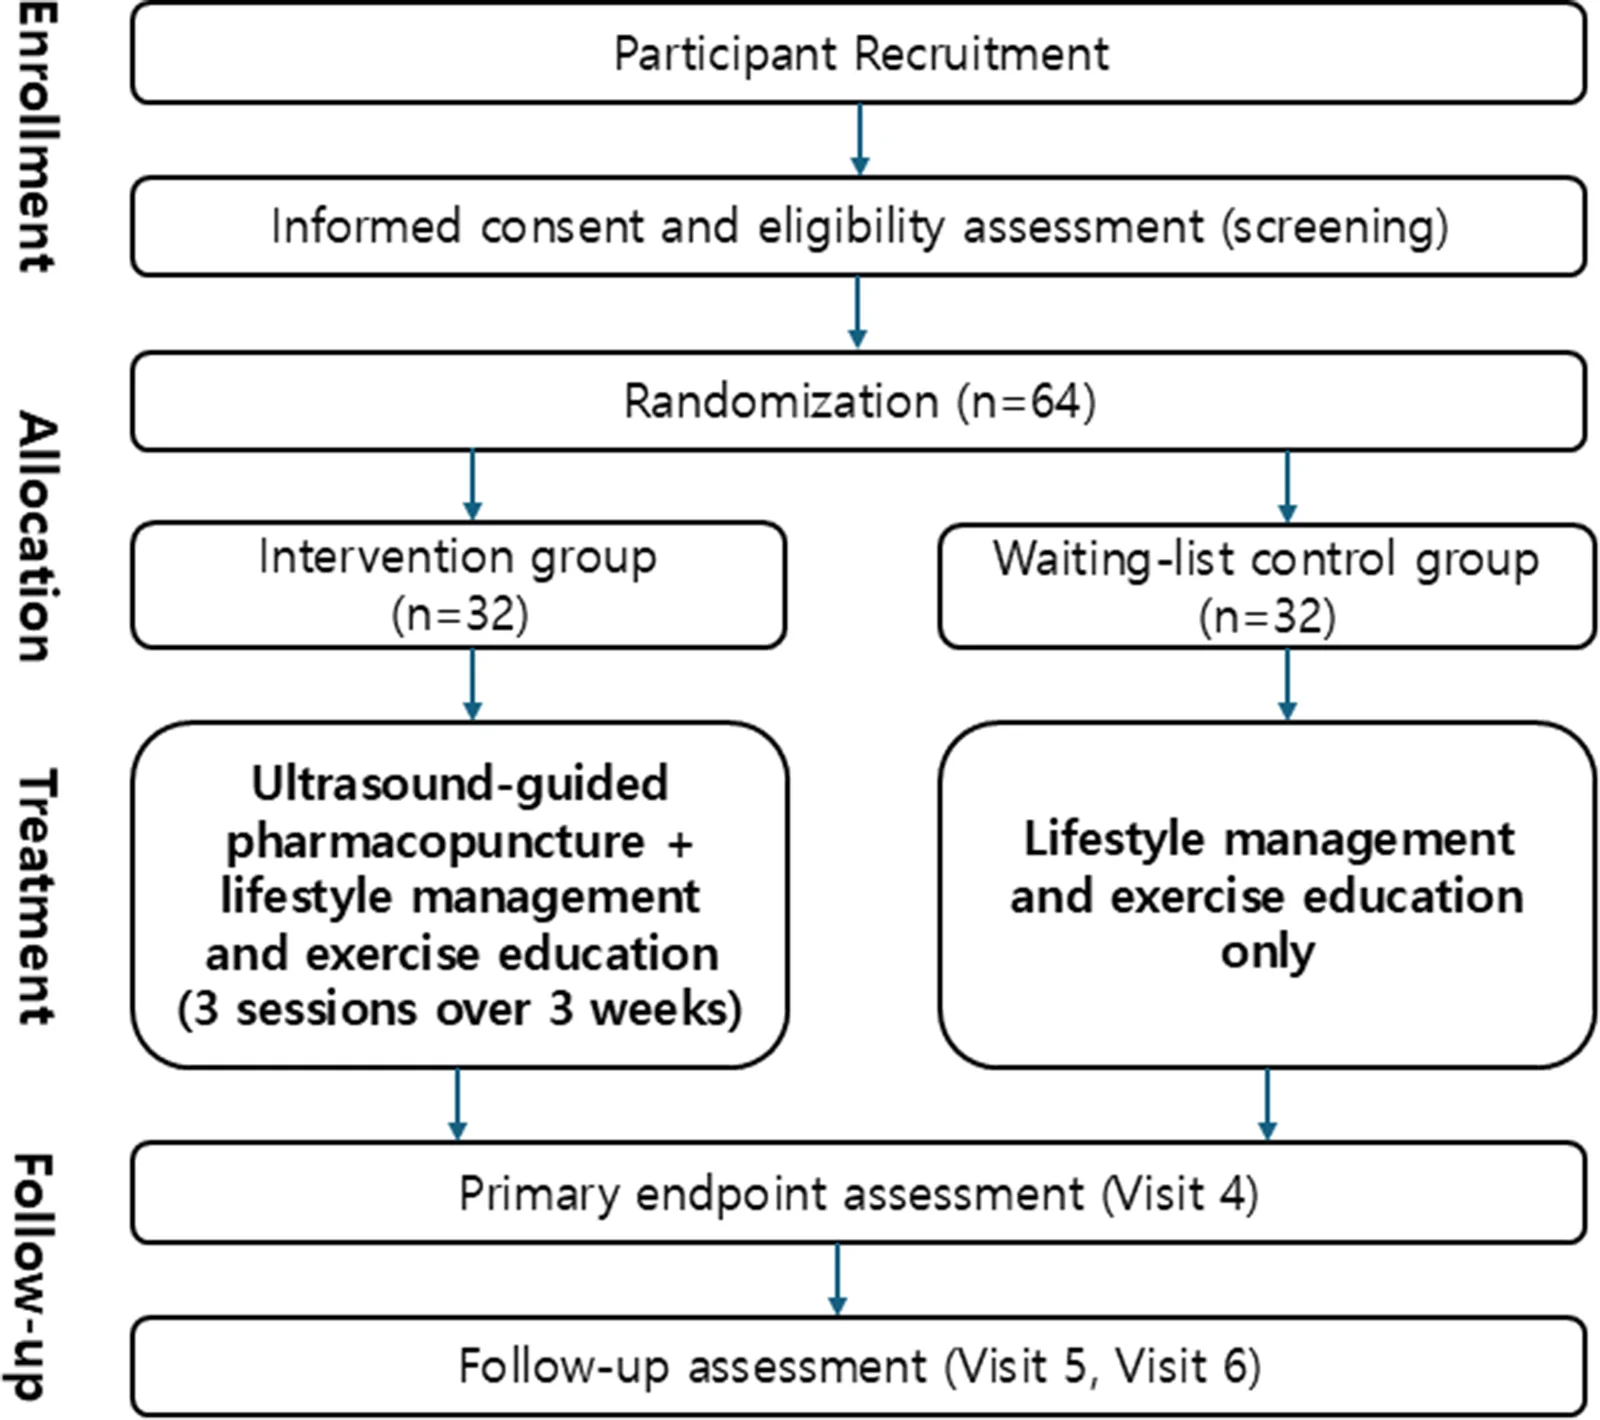 Enrollment
Participant Recruitment
Informed consent and eligibility assessment (screening)
Allocation
Randomization (n=64)
Intervention group
(n=32)
Waiting-list control group
(n=32)
Treatment
Ultrasound-guided
pharmacopuncture +
lifestyle management
and exercise education
(3 sessions over 3 weeks)
Lifestyle management
and exercise education
only
Follow-up
Primary endpoint assessment (Visit 4)
Follow-up assessment (Visit 5, Visit 6)